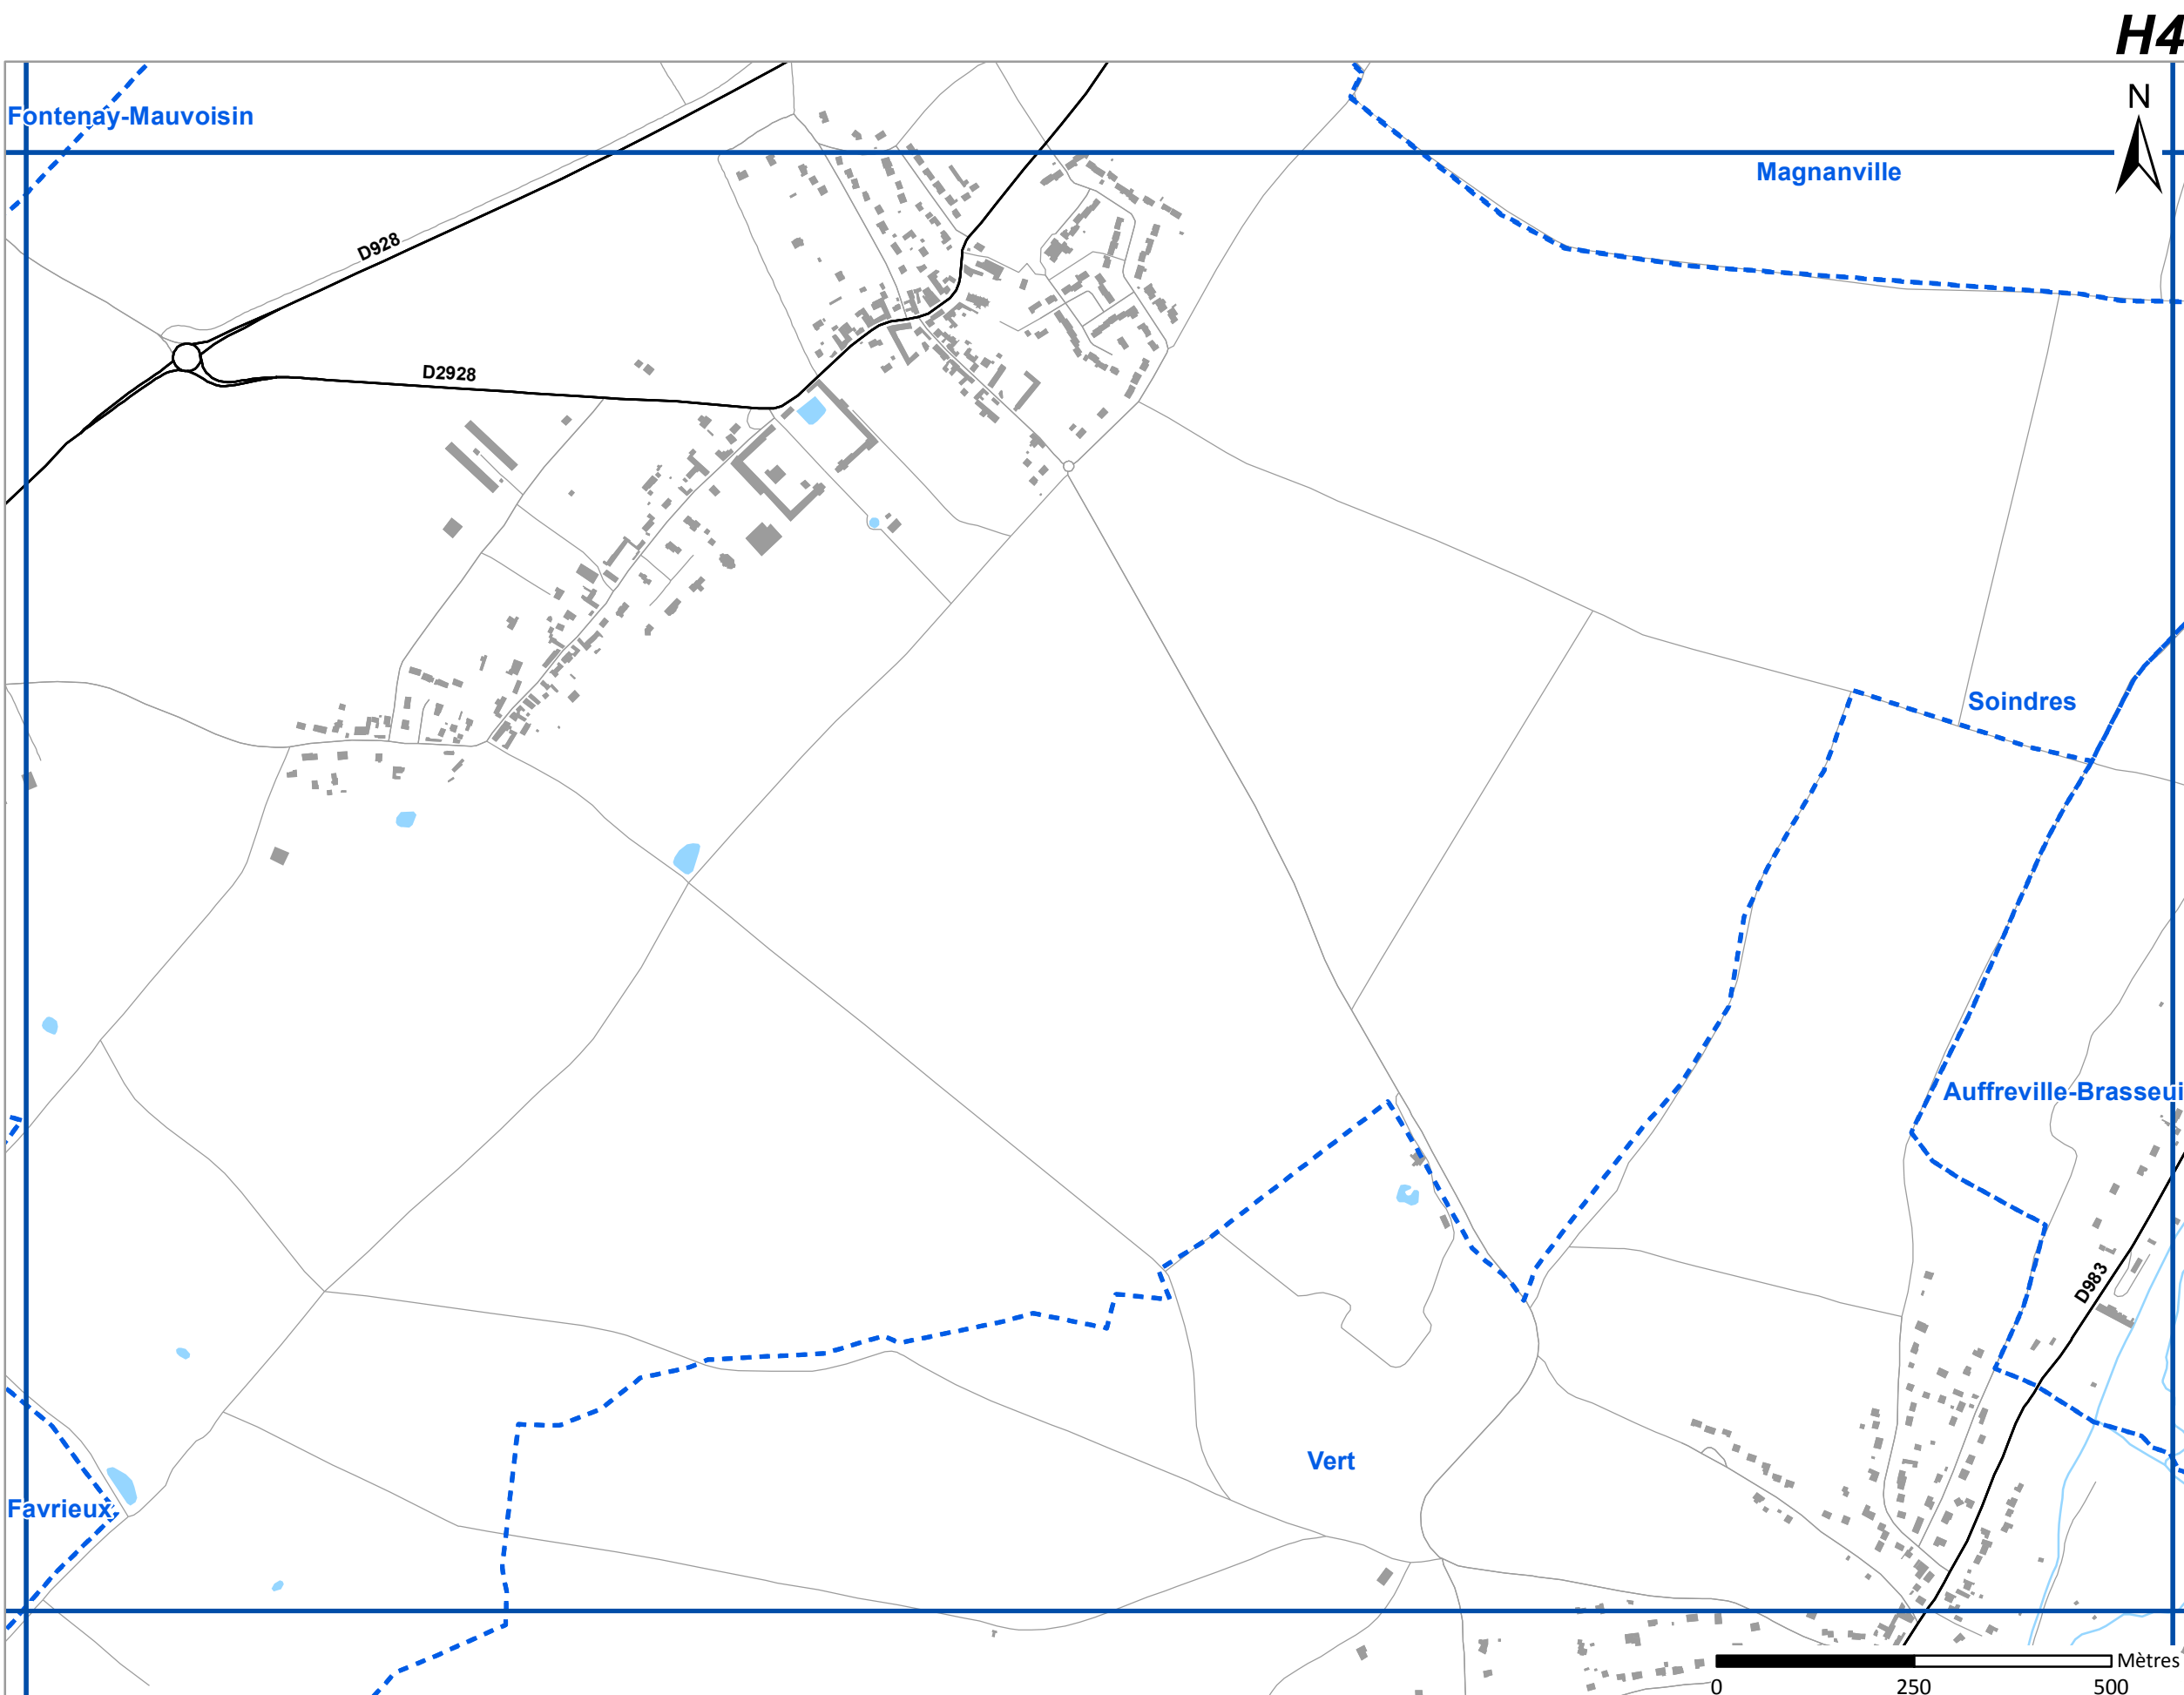 H4
N
Fontenay-Mauvoisin
Magnanville
D928
D2928
Soindres
Auffreville-Brasseui
D983
Vert
Favrieux
Mètres
0 250 500